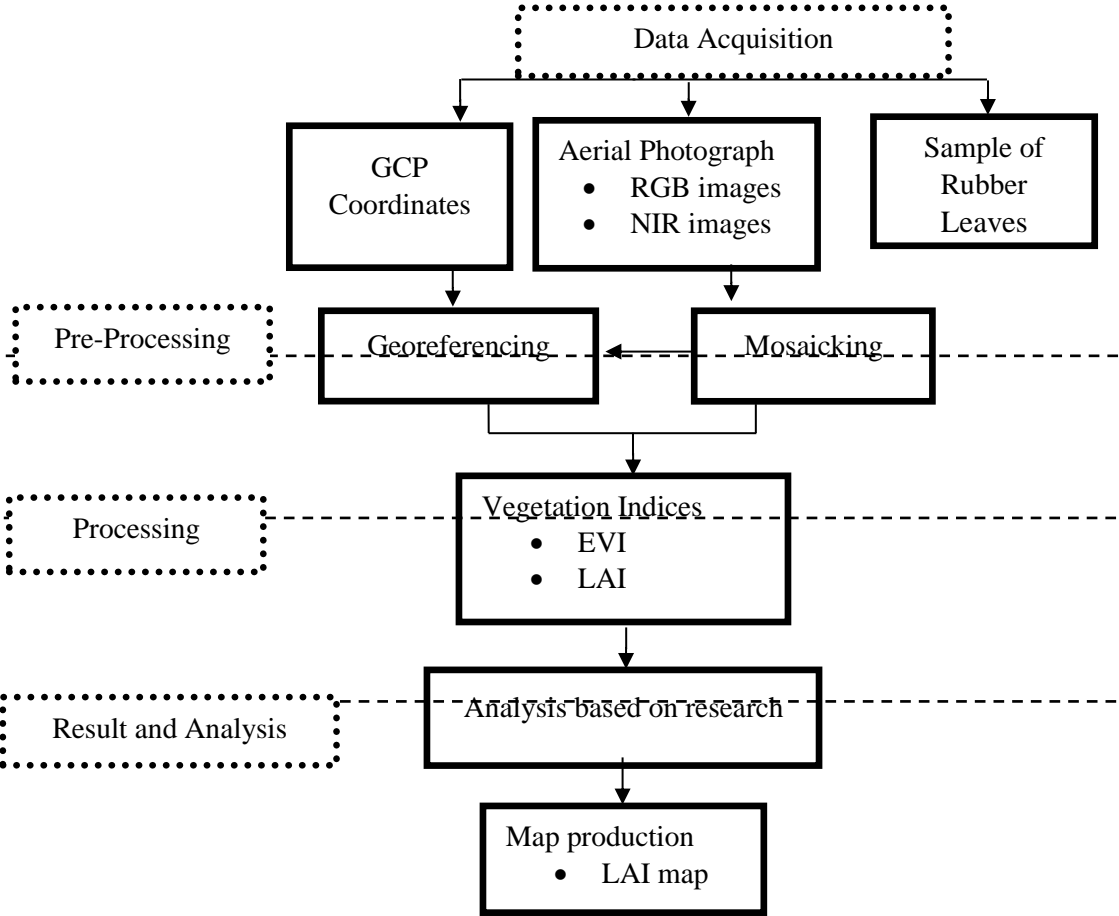 Data Acquisition
GCP
Coordinates
Aerial Photograph
• RGB images
• NIR images
Sample of
Rubber
Leaves
Pre-Processing
Georeferencing
Mosaicking
Processing
Vegetation Indices
• EVI
• LAI
Result and Analysis
Analysis based on research
Map production
• LAI map